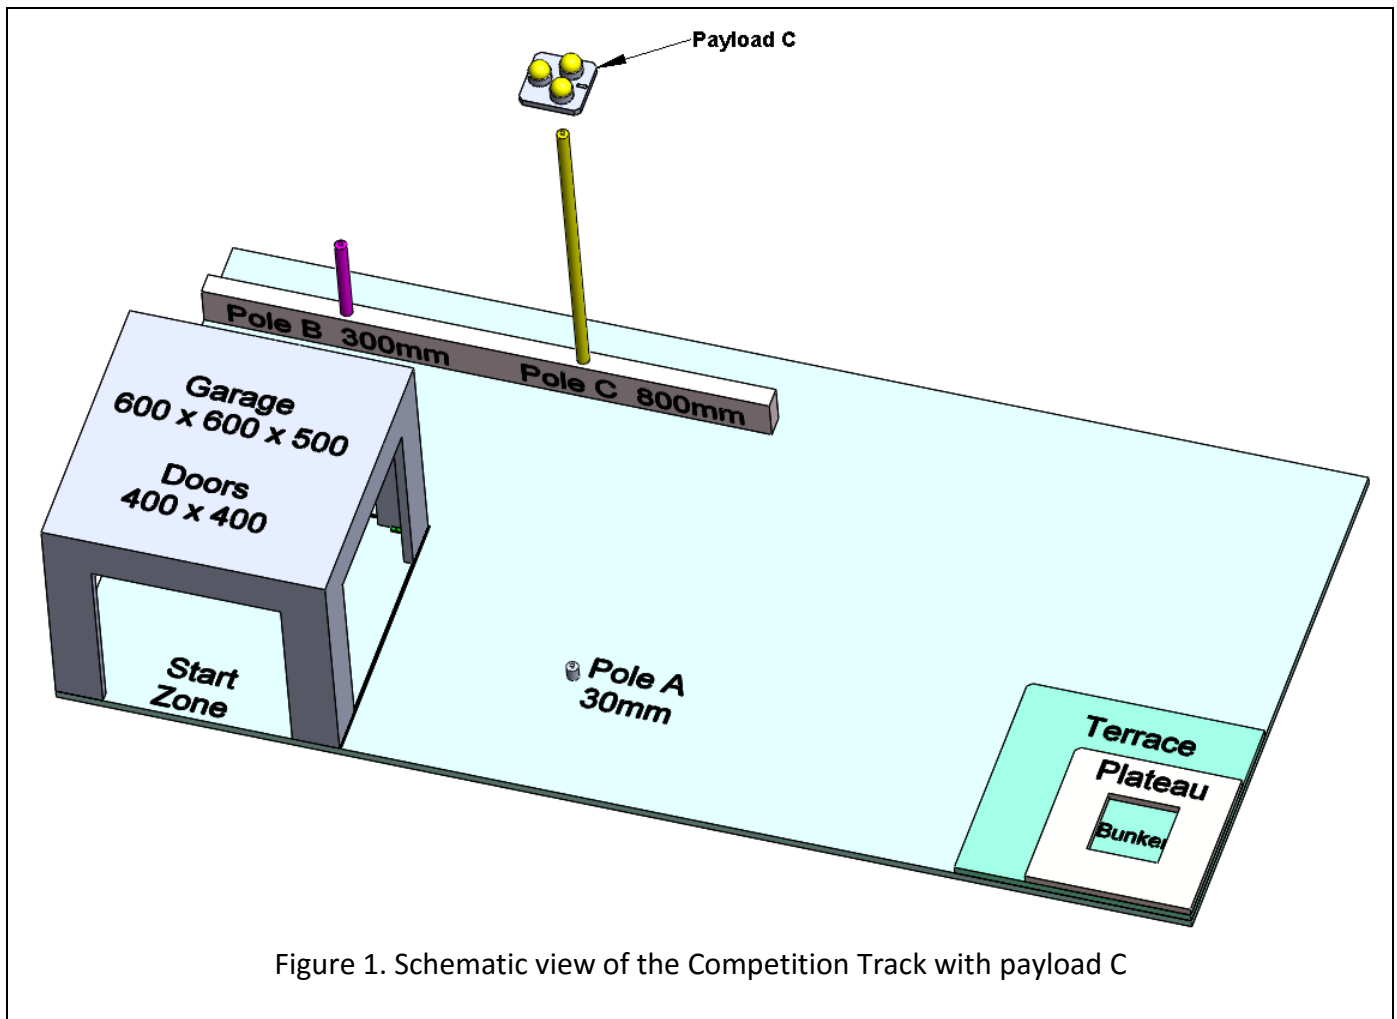 Payload C
Pole B 300mm
Pole C 800mm
Garage
600 x 600 x 500
Doors
400 x 400
Start
Zone
Pole A
30mm
Terrace
Plateau
Bunker
Figure 1. Schematic view of the Competition Track with payload C